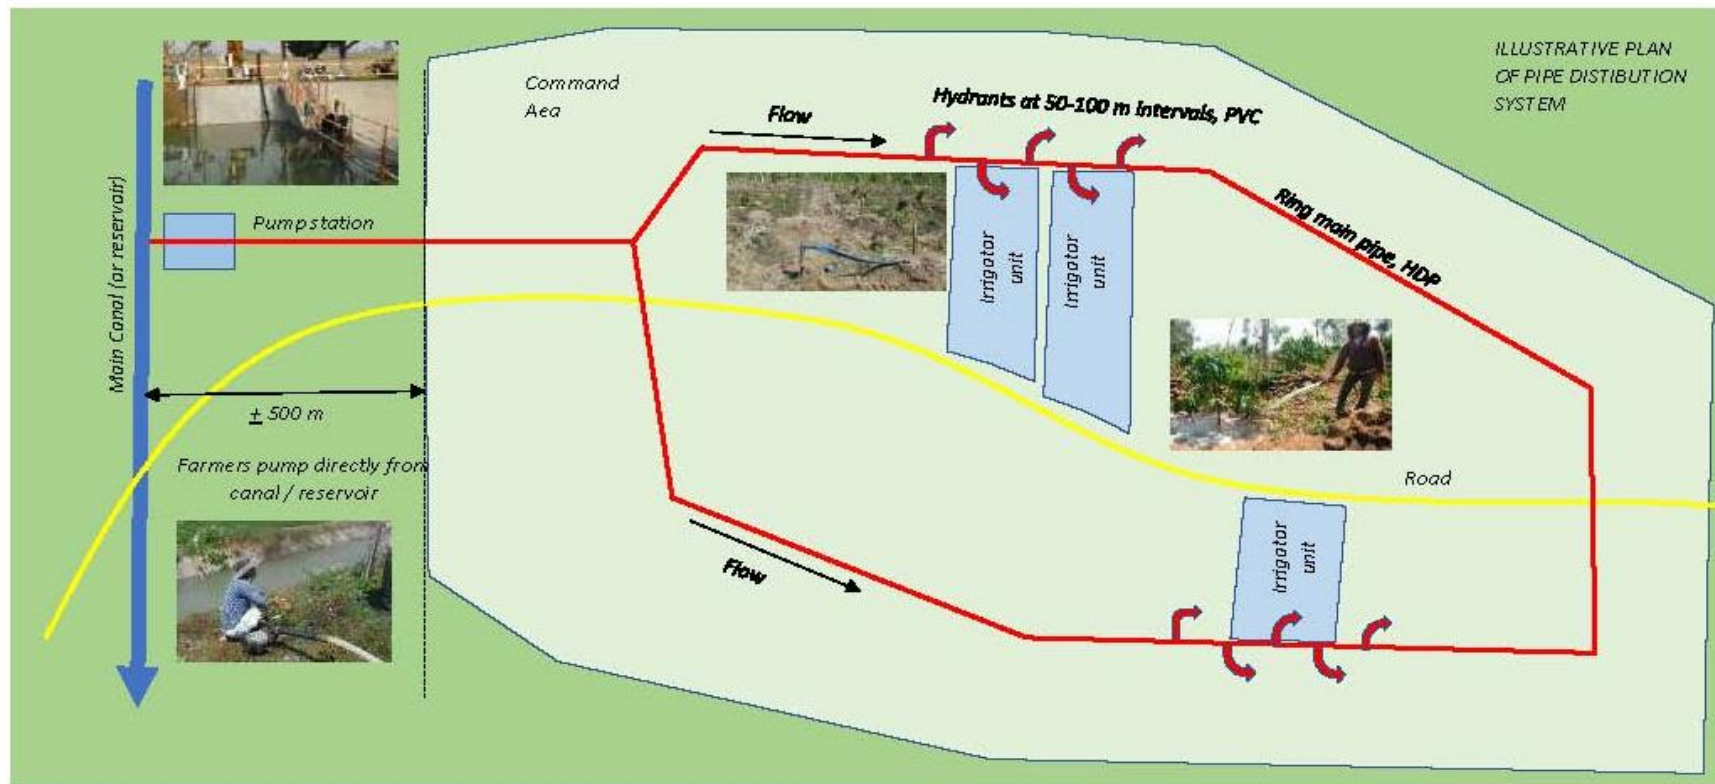 ILLUSTRATIVE PLAN
OF PIPE DISTIBUTION
SYSTEM
Command
Aea
Flow
Hydrants at 50-100 m intervals, PVC
Ring main pipe, HDP
Pump station
Main Canal (or reservoir)
Irrigator
unit
Irrigator
unit
± 500 m
Farmers pump directly from
canal / reservoir
Road
Irrigator
unit
Flow